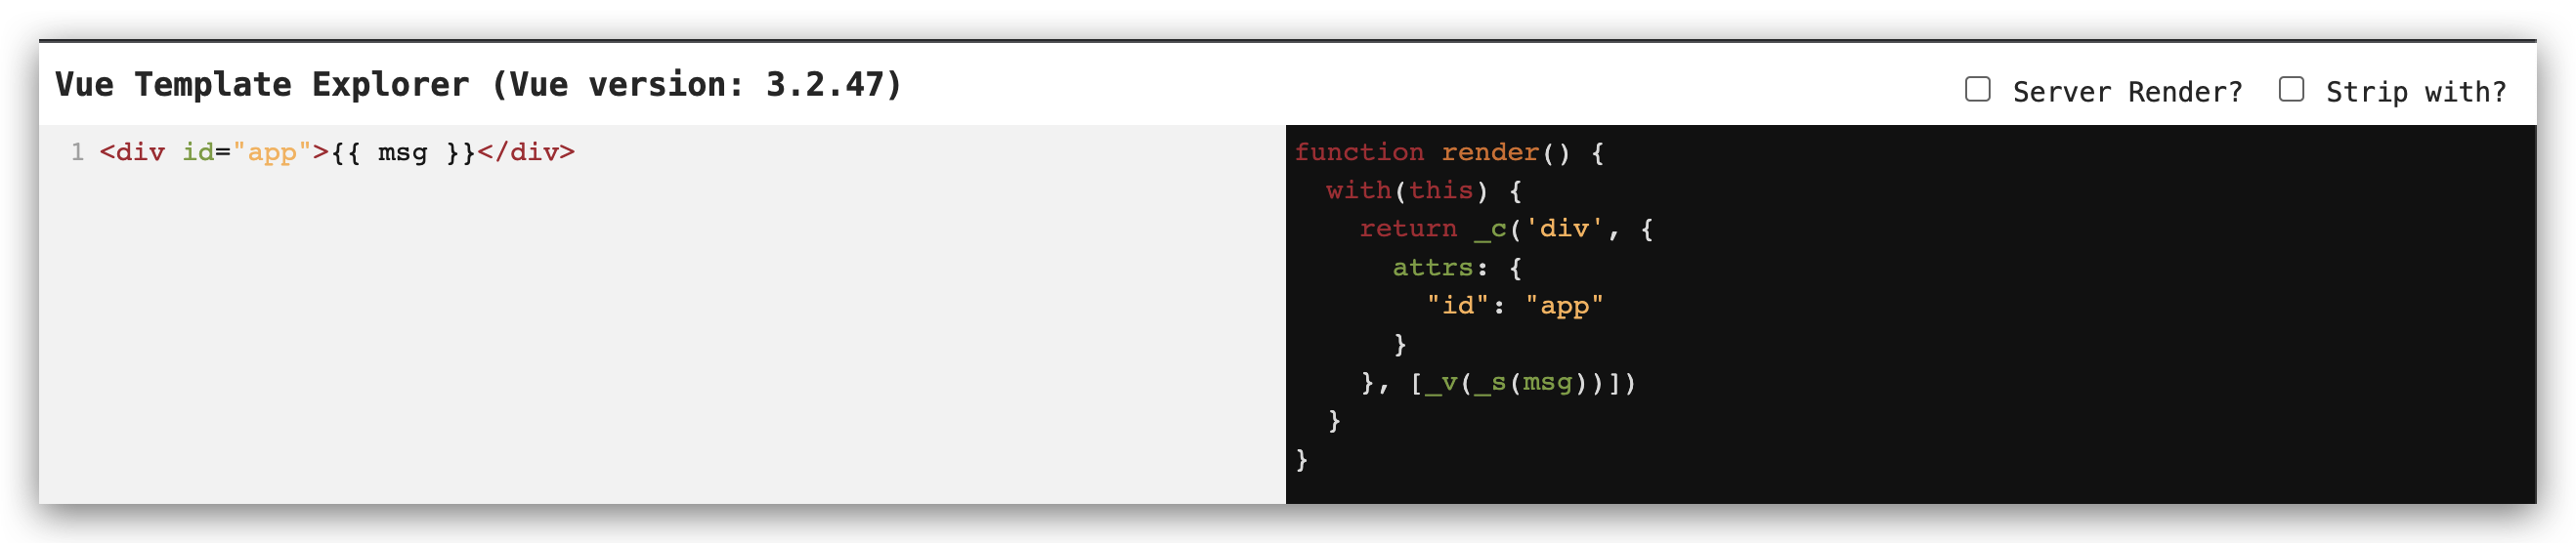 Vue Template Explorer (Vue version: 3.2.47)
Server Render? Strip with?
1 <div id="app">{{ msg }}</div>
function render() {
  with(this) {
    return _c('div', {
      attrs: {
        "id": "app"
      }
    }, [_v(_s(msg))])
  }
}